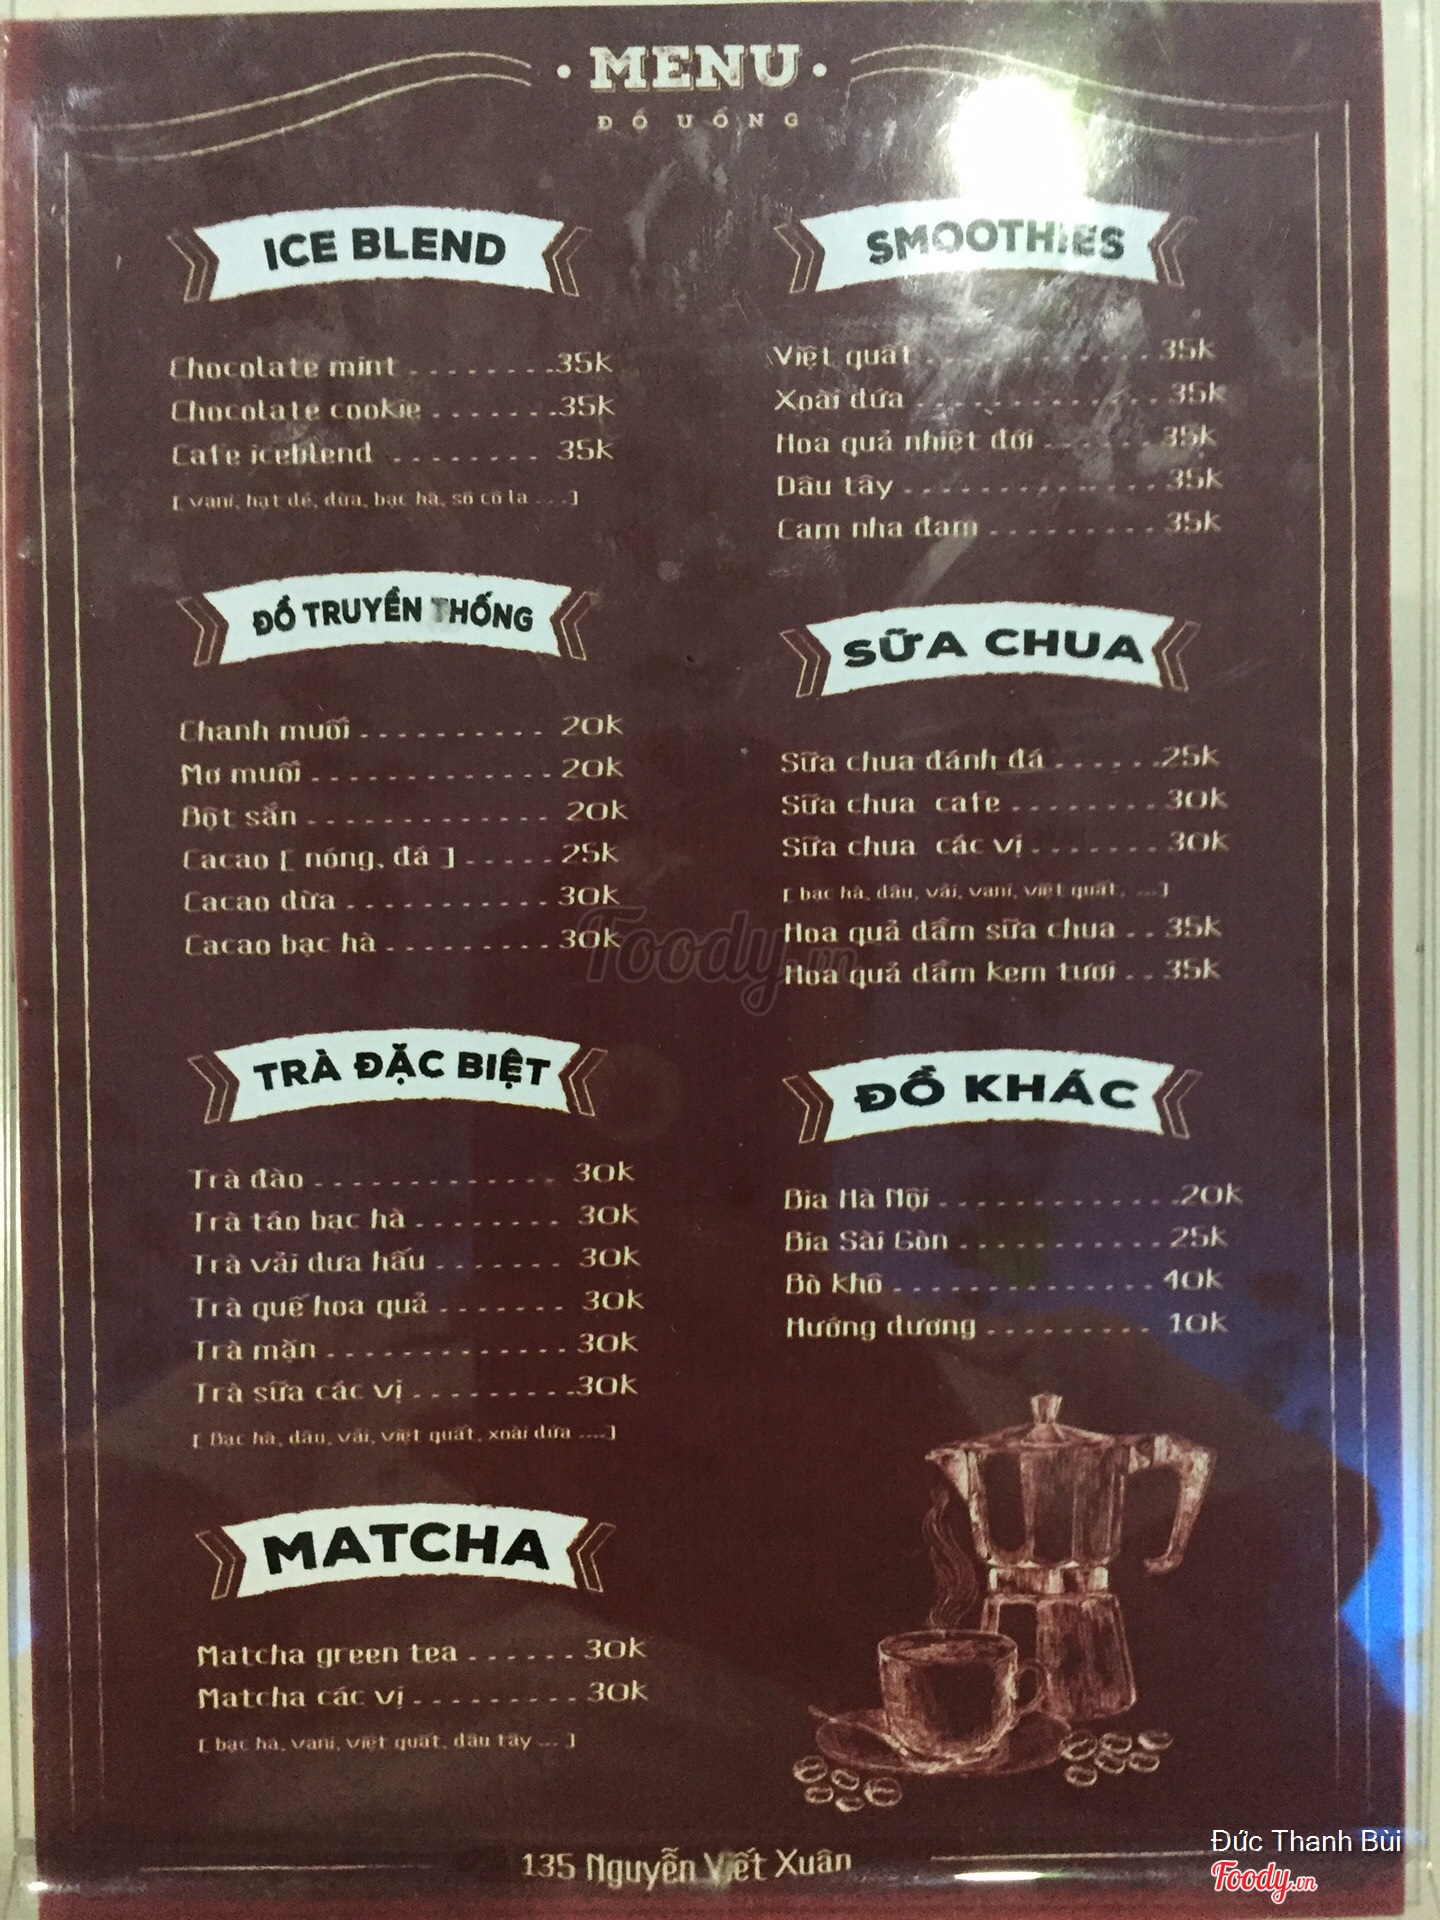 MENU
ĐỒ UỐNG
ICE BLEND
Chocolate mint ........35k
Chocolate cookie .......35k
Cafe iceblend ........ 35k
[ vani, hạt dẻ, dừa, bạc hà, sô cô la ....]
ĐỒ TRUYỀN THỐNG
Chanh muối .......... 20k
Mơ muối ............. 20k
Bột sắn ............. 20k
Cacao [ nóng, đá ] ..... 25k
Cacao dừa ........... 30k
Cacao bạc hà ......... 30k
TRÀ ĐẶC BIỆT
Trà đào ............. 30k
Trà táo bạc hà ........ 30k
Trà vải dưa hấu ....... 30k
Trà quế hoa quả ....... 30k
Trà mặn ............. 30k
Trà sữa các vị .........30k
[ Bạc hà, dâu, vải, việt quất, xoài dứa ....]
MATCHA
Matcha green tea ...... 30k
Matcha các vị ......... 30k
[ bạc hà, vani, việt quất, dâu tây ... ]
SMOOTHIES
Việt quất ............ 35k
Xoài dứa ............. 35k
Hoa quả nhiệt đới ...... 35k
Dâu tây ............. 35k
Cam nha đam ......... 35k
SỮA CHUA
Sữa chua đánh đá ......25k
Sữa chua cafe ........ 30k
Sữa chua các vị ....... 30k
[ bạc hà, dâu, vải, vani, việt quất, ....]
Hoa quả dầm sữa chua .. 35k
Hoa quả dầm kem tươi .. 35k
ĐỒ KHÁC
Bia Hà Nội .............20k
Bia Sài Gòn ........... 25k
Bò khô .............. 40k
Hướng dương ......... 10k
135 Nguyễn Viết Xuân
Foody.vn
Đức Thanh Bùi
Foody.vn